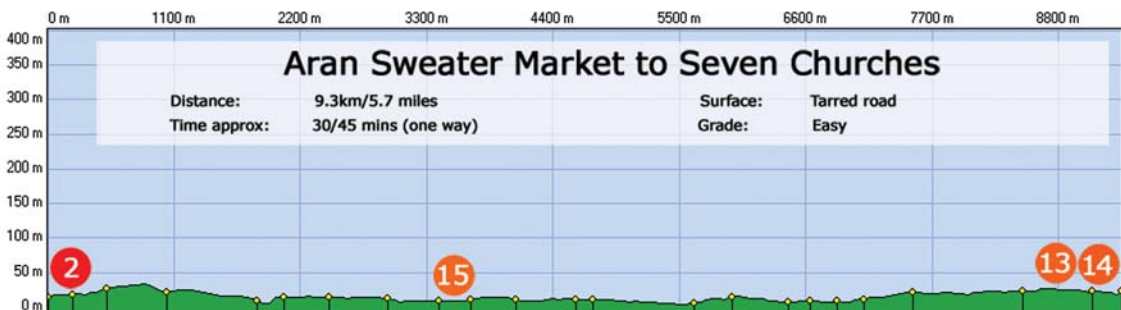 0 m 1100 m 2200 m 3300 m 4400 m 5500 m 6600 m 7700 m 8800 m
400 m
Aran Sweater Market to Seven Churches
350 m
Distance: 9.3km/5.7 miles Surface: Tarred road
300 m
Time approx: 30/45 mins (one way) Grade: Easy
250 m
200 m
150 m
100 m
50 m
2 15 13 14
0 m